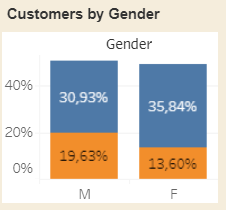 Customers by Gender
Gender
40%
30,93%
35,84%
20%
19,63%
13,60%
0%
M
F